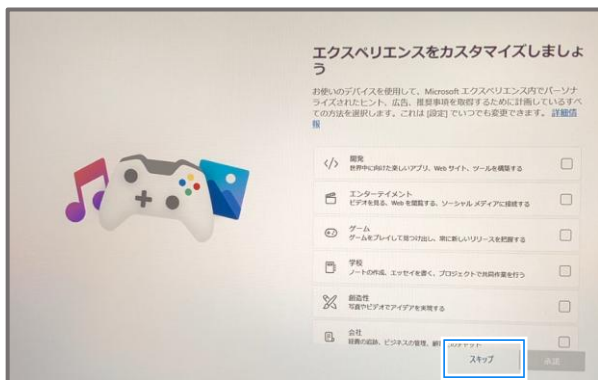 エクスペリエンスをカスタマイズしましょ
う
お使いのデバイスを使用して、Microsoft エクスペリエンス内でパーソナ
ライズされたヒント、広告、推奨事項を取得するために計画しているすべ
ての方法を選択します。これは [設定] でいつでも変更できます。 詳細情
報
開発
世界中に向けた楽しいアプリ、Web サイト、ツールを構築する
エンターテイメント
ビデオを見る、Web を閲覧する、ソーシャル メディアに接続する
ゲーム
ゲームをプレイして見つけ出し、常に新しいリリースを把握する
学校
ノートの作成、エッセイを書く、プロジェクトで共同作業を行う
創造性
写真やビデオでアイデアを実現する
会社
経費の追跡、ビジネスの管理、
スキップ
承諾